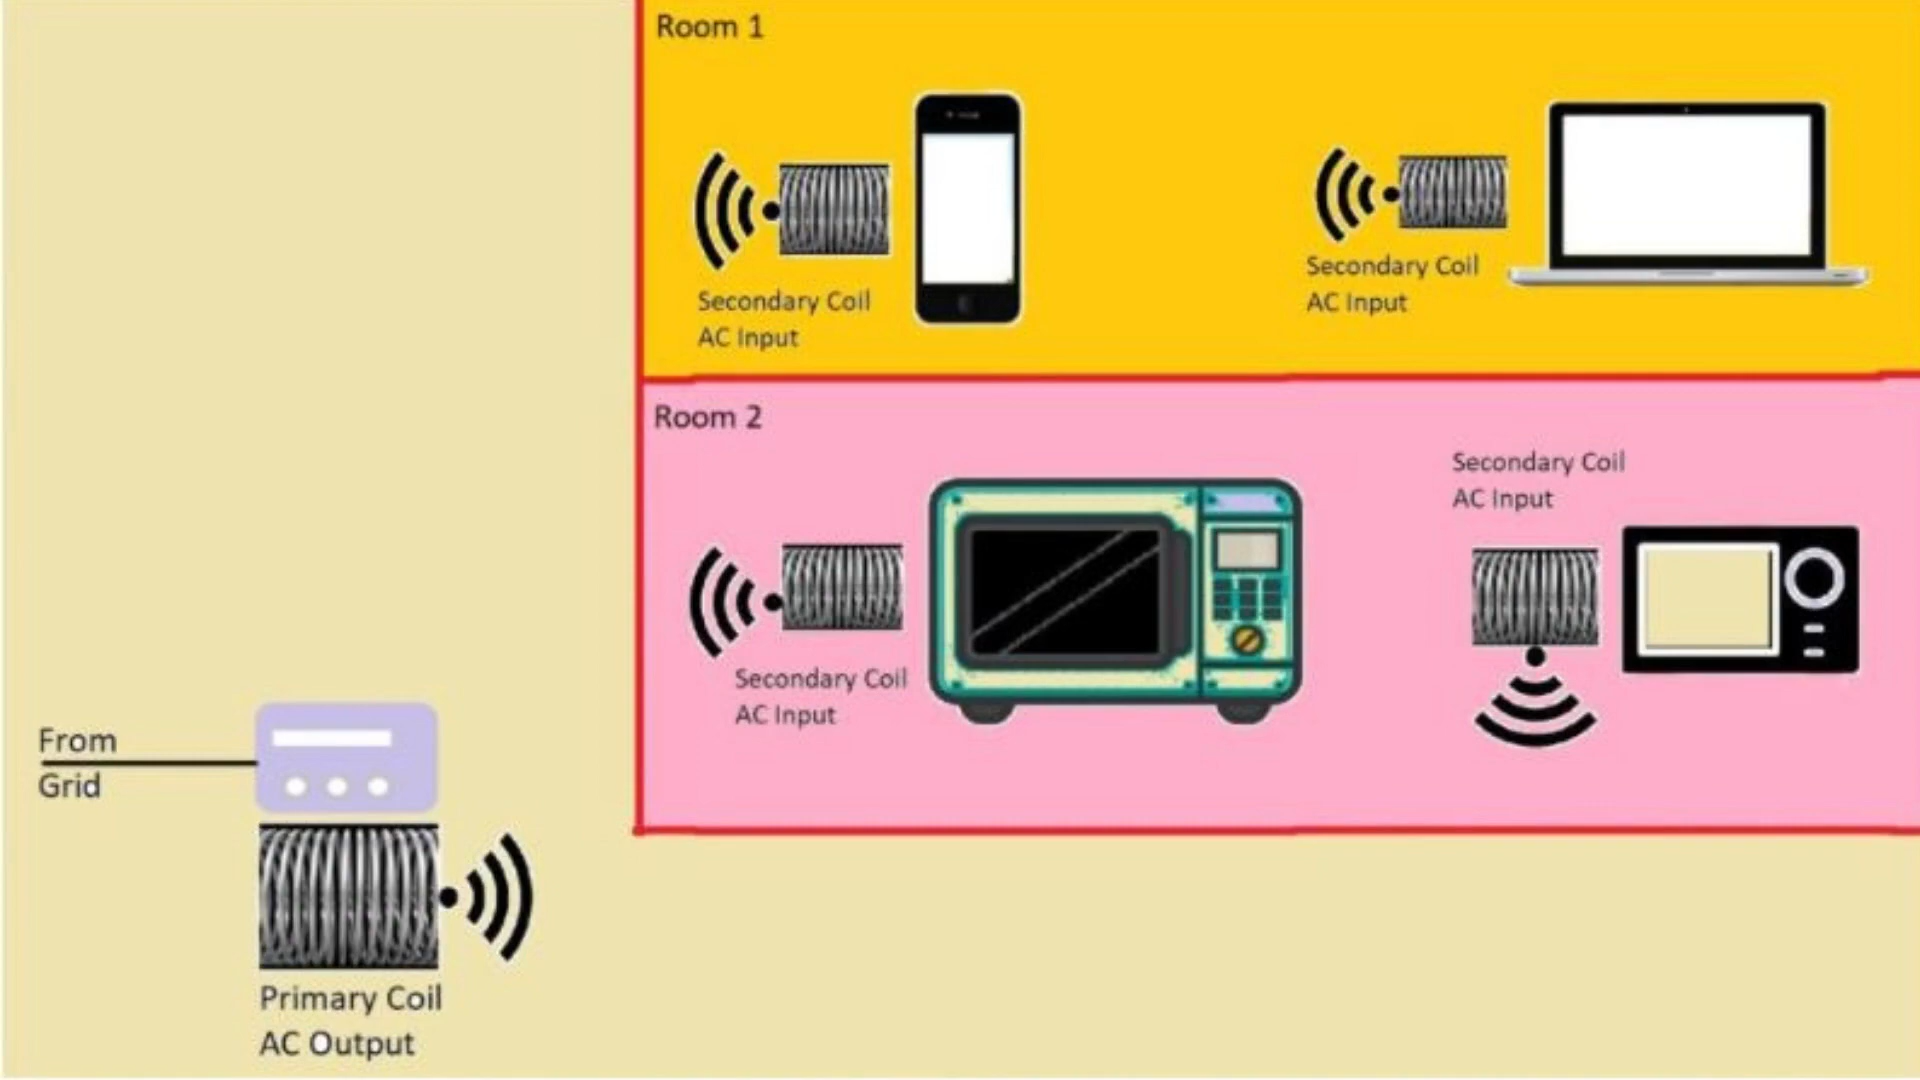 Room 1
Secondary Coil
AC Input
Secondary Coil
AC Input
Room 2
Secondary Coil
AC Input
Secondary Coil
AC Input
From
Grid
Primary Coil
AC Output